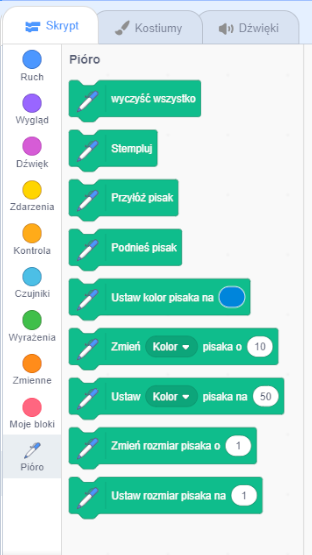 Skrypt Kostiumy Dźwięki
Ruch
Wygląd
Dźwięk
Zdarzenia
Kontrola
Czujniki
Wyrażenia
Zmienne
Moje bloki
Pióro
Pióro
wyczyść wszystko
Stempluj
Przyłóż pisak
Podnieś pisak
Ustaw kolor pisaka na
Zmień Kolor pisaka o 10
Ustaw Kolor pisaka na 50
Zmień rozmiar pisaka o 1
Ustaw rozmiar pisaka na 1